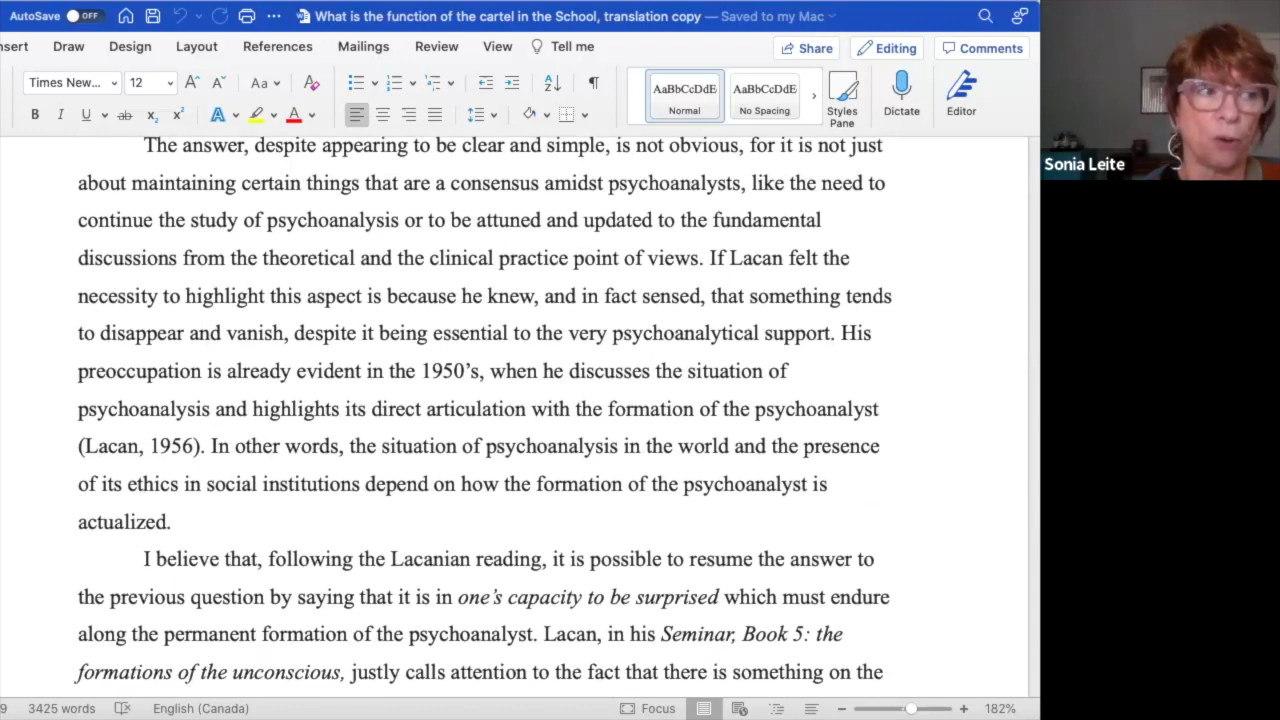 AutoSave OFF
What is the function of the cartel in the School, translation copy — Saved to my Mac
nsert Draw Design Layout References Mailings Review View Tell me
Share Editing Comments
Times New... 12 Aa
AaBbCcDdE AaBbCcDdE
Normal No Spacing
Styles Pane
Dictate
Editor
B I U ab x2 x2 A A
Sonia Leite
The answer, despite appearing to be clear and simple, is not obvious, for it is not just
about maintaining certain things that are a consensus amidst psychoanalysts, like the need to
continue the study of psychoanalysis or to be attuned and updated to the fundamental
discussions from the theoretical and the clinical practice point of views. If Lacan felt the
necessity to highlight this aspect is because he knew, and in fact sensed, that something tends
to disappear and vanish, despite it being essential to the very psychoanalytical support. His
preoccupation is already evident in the 1950’s, when he discusses the situation of
psychoanalysis and highlights its direct articulation with the formation of the psychoanalyst
(Lacan, 1956). In other words, the situation of psychoanalysis in the world and the presence
of its ethics in social institutions depend on how the formation of the psychoanalyst is
actualized.
I believe that, following the Lacanian reading, it is possible to resume the answer to
the previous question by saying that it is in one’s capacity to be surprised which must endure
along the permanent formation of the psychoanalyst. Lacan, in his Seminar, Book 5: the
formations of the unconscious, justly calls attention to the fact that there is something on the
9 3425 words English (Canada) Focus 182%